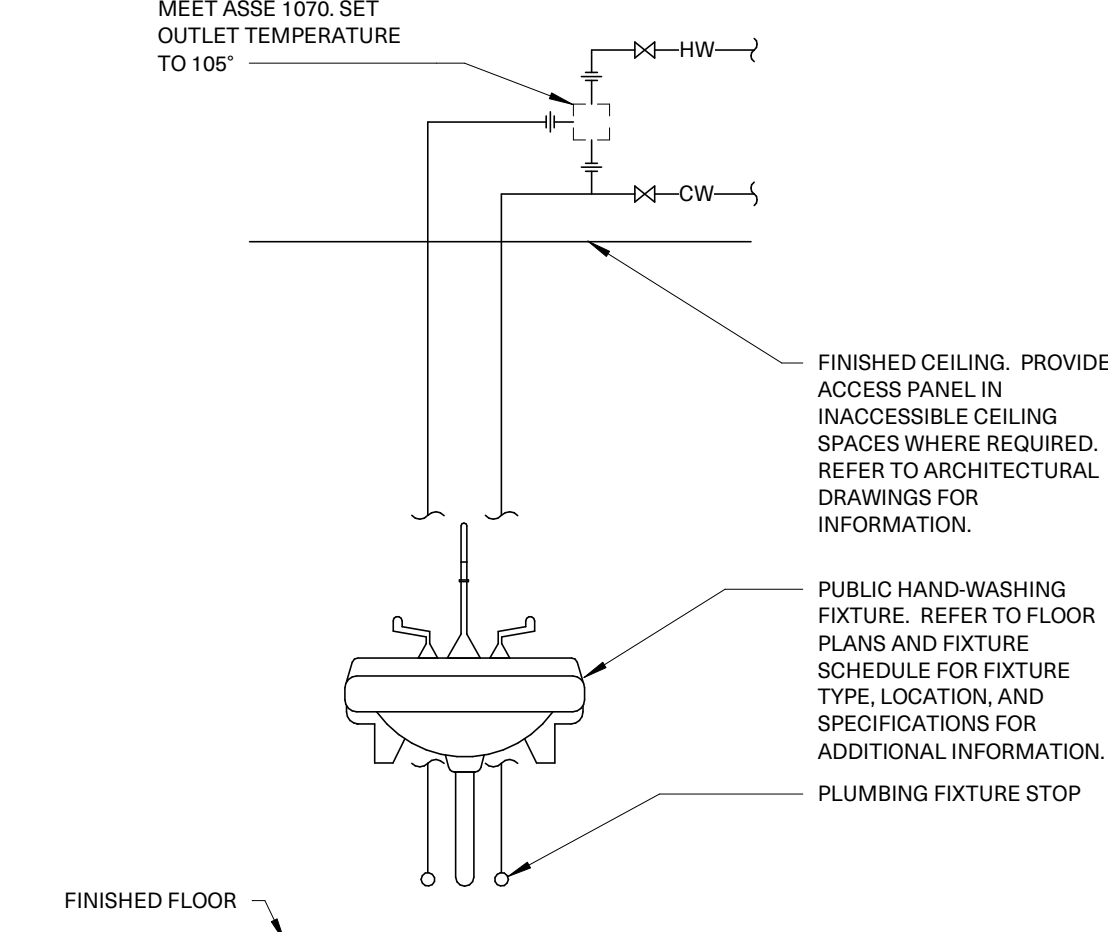 MEET ASSE 1070. SET
OUTLET TEMPERATURE
TO 105°
HW
CW
FINISHED CEILING. PROVIDE
ACCESS PANEL IN
INACCESSIBLE CEILING
SPACES WHERE REQUIRED.
REFER TO ARCHITECTURAL
DRAWINGS FOR
INFORMATION.
PUBLIC HAND-WASHING
FIXTURE. REFER TO FLOOR
PLANS AND FIXTURE
SCHEDULE FOR FIXTURE
TYPE, LOCATION, AND
SPECIFICATIONS FOR
ADDITIONAL INFORMATION.
PLUMBING FIXTURE STOP
FINISHED FLOOR